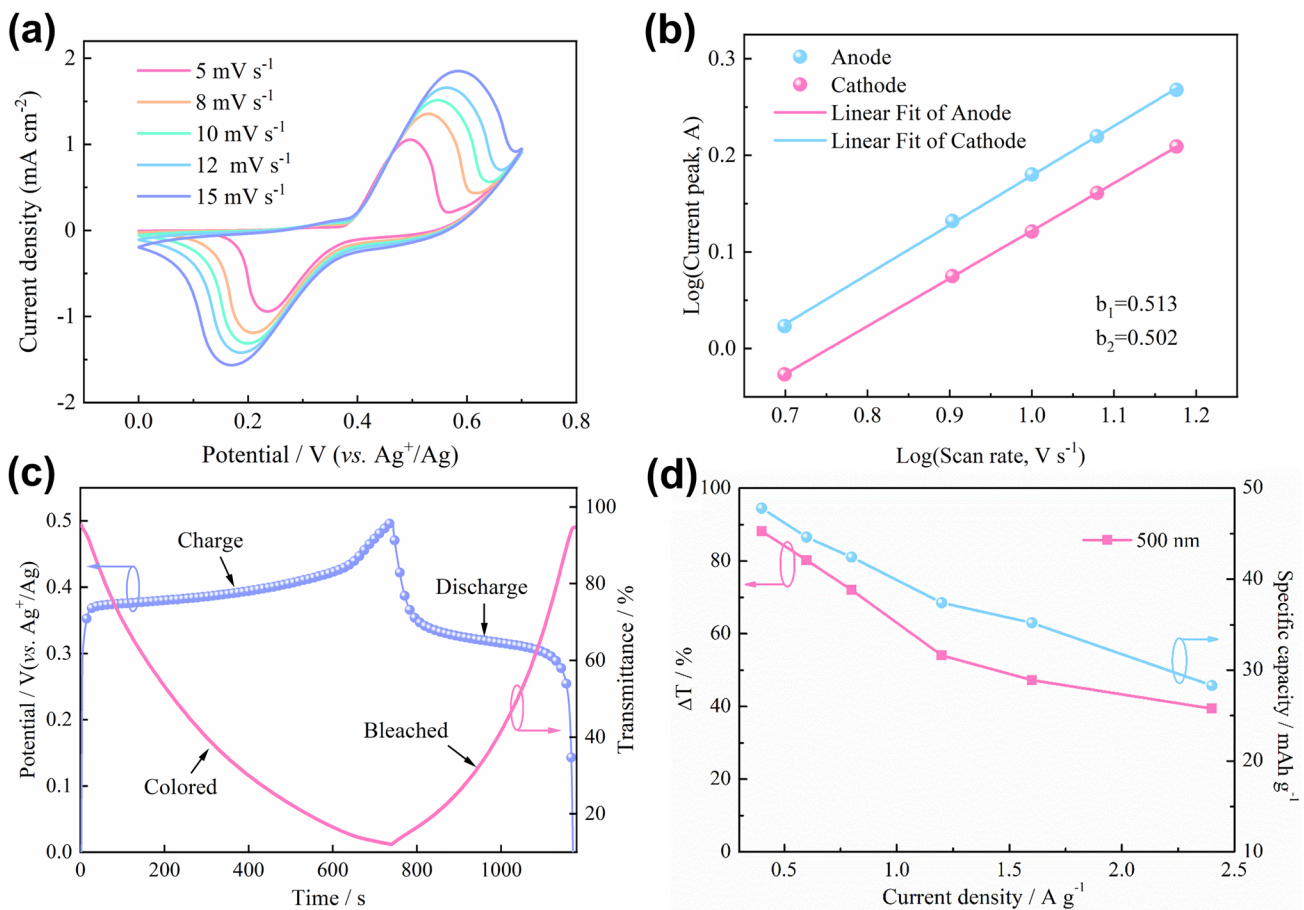 (a)
2
1
0
-1
-2
0.0 0.2 0.4 0.6 0.8
Current density (mA cm-2)
Potential / V (vs. Ag+/Ag)
5 mV s-1
8 mV s-1
10 mV s-1
12 mV s-1
15 mV s-1
(b)
0.3
0.2
0.1
0.0
0.7 0.8 0.9 1.0 1.1 1.2
Log(Current peak, A)
Log(Scan rate, V s-1)
Anode
Cathode
Linear Fit of Anode
Linear Fit of Cathode
b1=0.513
b2=0.502
(c)
0.5
0.4
0.3
0.2
0.1
0.0
0 200 400 600 800 1000
100
80
60
40
20
Potential / V(vs. Ag+/Ag)
Time / s
Transmittance / %
Charge
Discharge
Colored
Bleached
(d)
100
80
60
40
20
0
0.5 1.0 1.5 2.0 2.5
50
40
30
20
10
ΔT / %
Current density / A g-1
Specific capacity / mAh g-1
500 nm